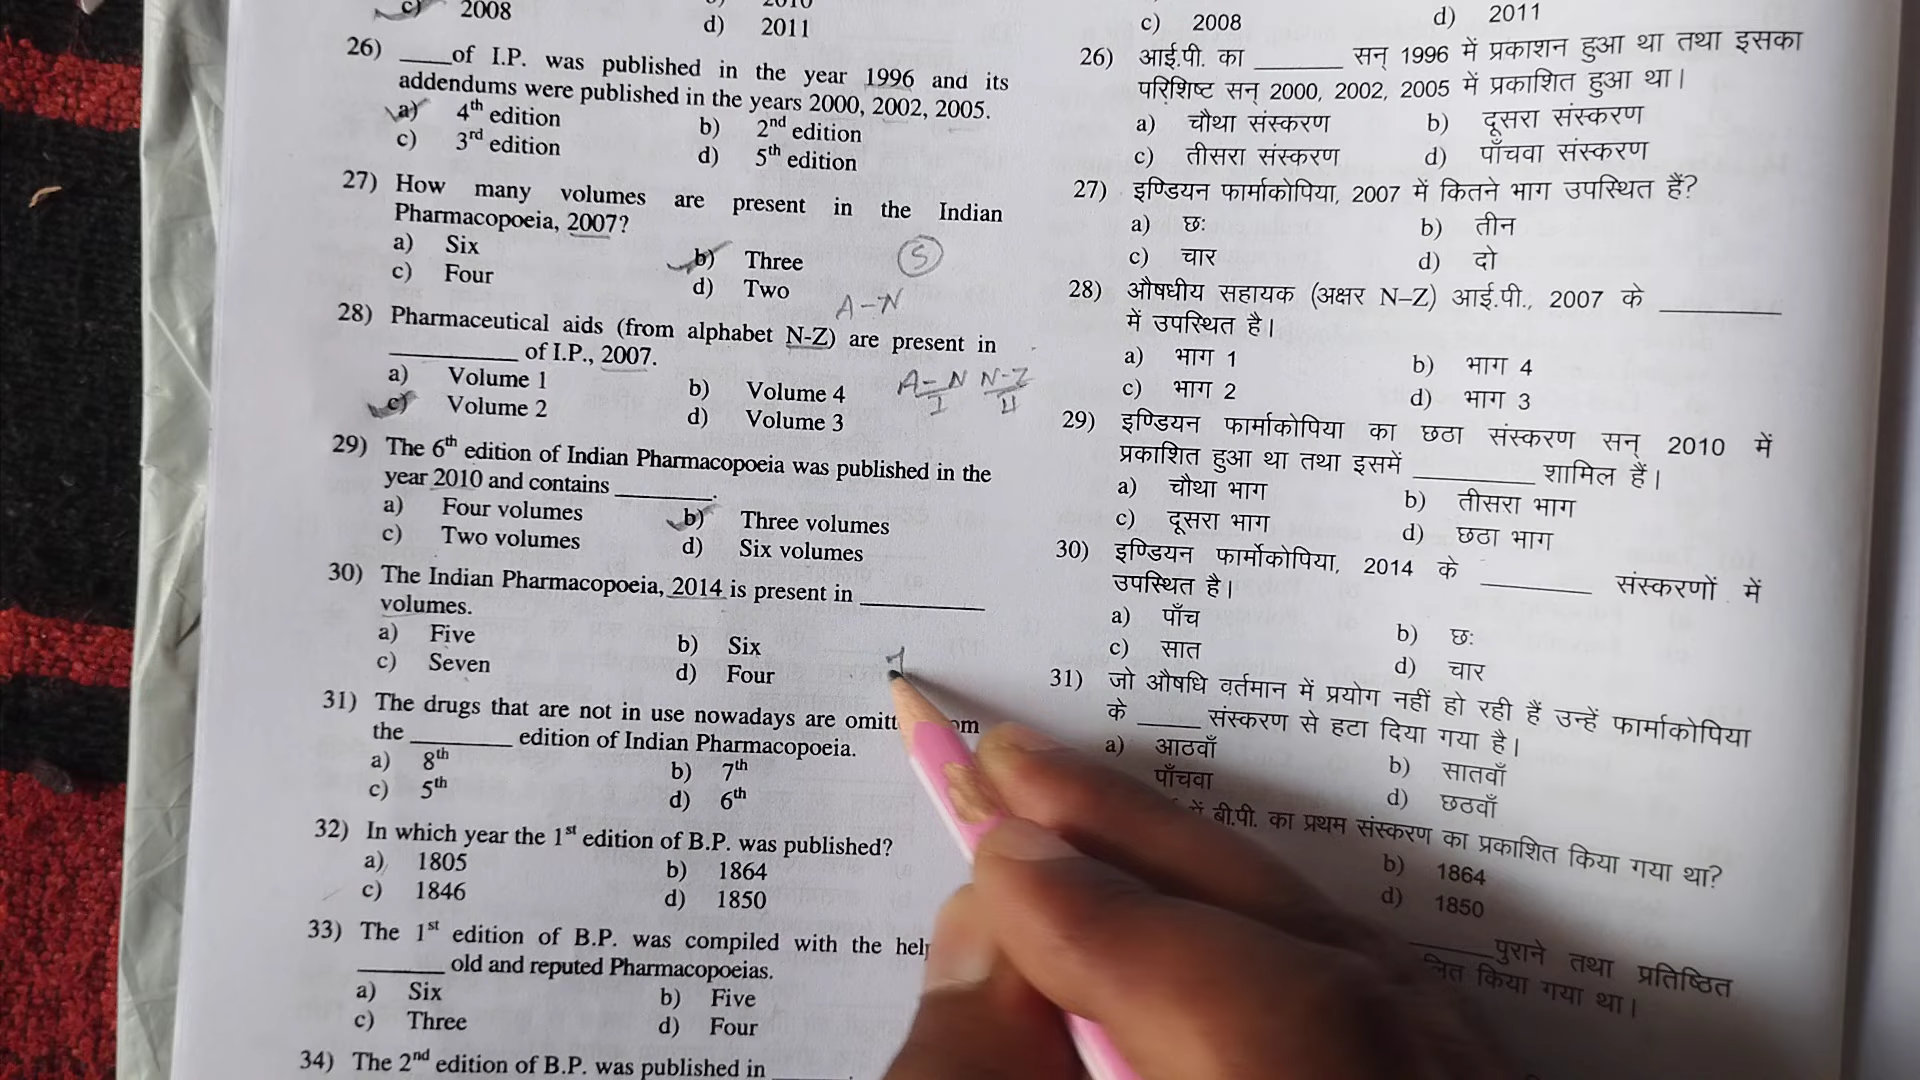 c) 2008
d) 2011
26) ____of I.P. was published in the year 1996 and its
addendums were published in the years 2000, 2002, 2005.
a) 4th edition
b) 2nd edition
c) 3rd edition
d) 5th edition
27) How many volumes are present in the Indian
Pharmacopoeia, 2007?
a) Six
b) Three
5
c) Four
d) Two
A-N
28) Pharmaceutical aids (from alphabet N-Z) are present in
__________ of I.P., 2007.
a) Volume 1
b) Volume 4
A-N N-Z
I II
c) Volume 2
d) Volume 3
29) The 6th edition of Indian Pharmacopoeia was published in the
year 2010 and contains ________.
a) Four volumes
b) Three volumes
c) Two volumes
d) Six volumes
30) The Indian Pharmacopoeia, 2014 is present in __________
volumes.
a) Five
b) Six
c) Seven
d) Four
31) The drugs that are not in use nowadays are
the ________ edition of Indian Pharmacopoeia.
a) 8th
b) 7th
c) 5th
d) 6th
32) In which year the 1st edition of B.P. was published?
a) 1805
b) 1864
c) 1846
d) 1850
33) The 1st edition of B.P. was compiled with the
_______ old and reputed Pharmacopoeias.
a) Six
b) Five
c) Three
d) Four
34) The 2nd edition of B.P. was published in _____.
c) 2008
d) 2011
26) आई.पी. का _______ सन् 1996 में प्रकाशन हुआ था तथा इसका
परिशिष्ट सन् 2000, 2002, 2005 में प्रकाशित हुआ था।
a) चौथा संस्करण
b) दूसरा संस्करण
c) तीसरा संस्करण
d) पाँचवा संस्करण
27) इण्डियन फार्माकोपिया, 2007 में कितने भाग उपस्थित हैं?
a) छः
b) तीन
c) चार
d) दो
28) औषधीय सहायक (अक्षर N–Z) आई.पी., 2007 के __________
में उपस्थित है।
a) भाग 1
b) भाग 4
c) भाग 2
d) भाग 3
29) इण्डियन फार्माकोपिया का छठा संस्करण सन् 2010 में
प्रकाशित हुआ था तथा इसमें __________ शामिल हैं।
a) चौथा भाग
b) तीसरा भाग
c) दूसरा भाग
d) छठा भाग
30) इण्डियन फार्मोकोपिया, 2014 के _________ संस्करणों में
उपस्थित है।
a) पाँच
b) छः
c) सात
d) चार
31) जो औषधि वर्तमान में प्रयोग नहीं हो रही हैं उन्हें फार्माकोपिया
के _____ संस्करण से हटा दिया गया है।
a) आठवाँ
b) सातवाँ
पाँचवा
d) छठवाँ
में बी.पी. का प्रथम संस्करण का प्रकाशित किया गया था?
b) 1864
d) 1850
_______ पुराने तथा प्रतिष्ठित
किया गया था।